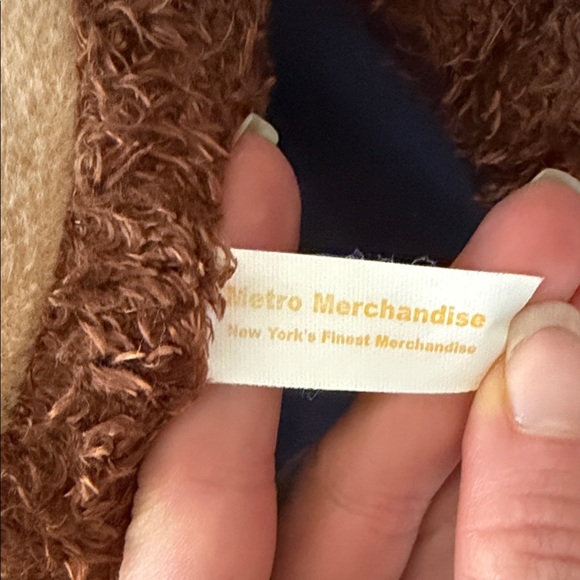 Metro Merchandise
New York's Finest Merchandise